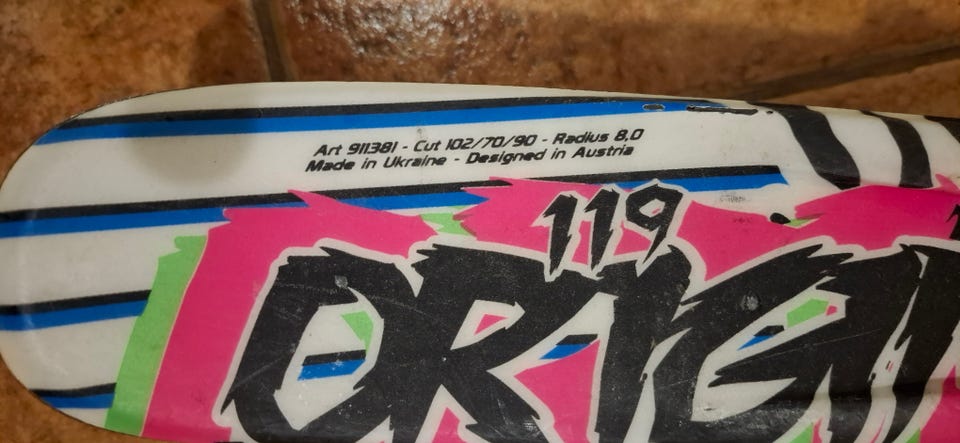 Art 911381 - Cut 102/70/90 - Radius 8,0
Made in Ukraine - Designed in Austria
119
ORIGI